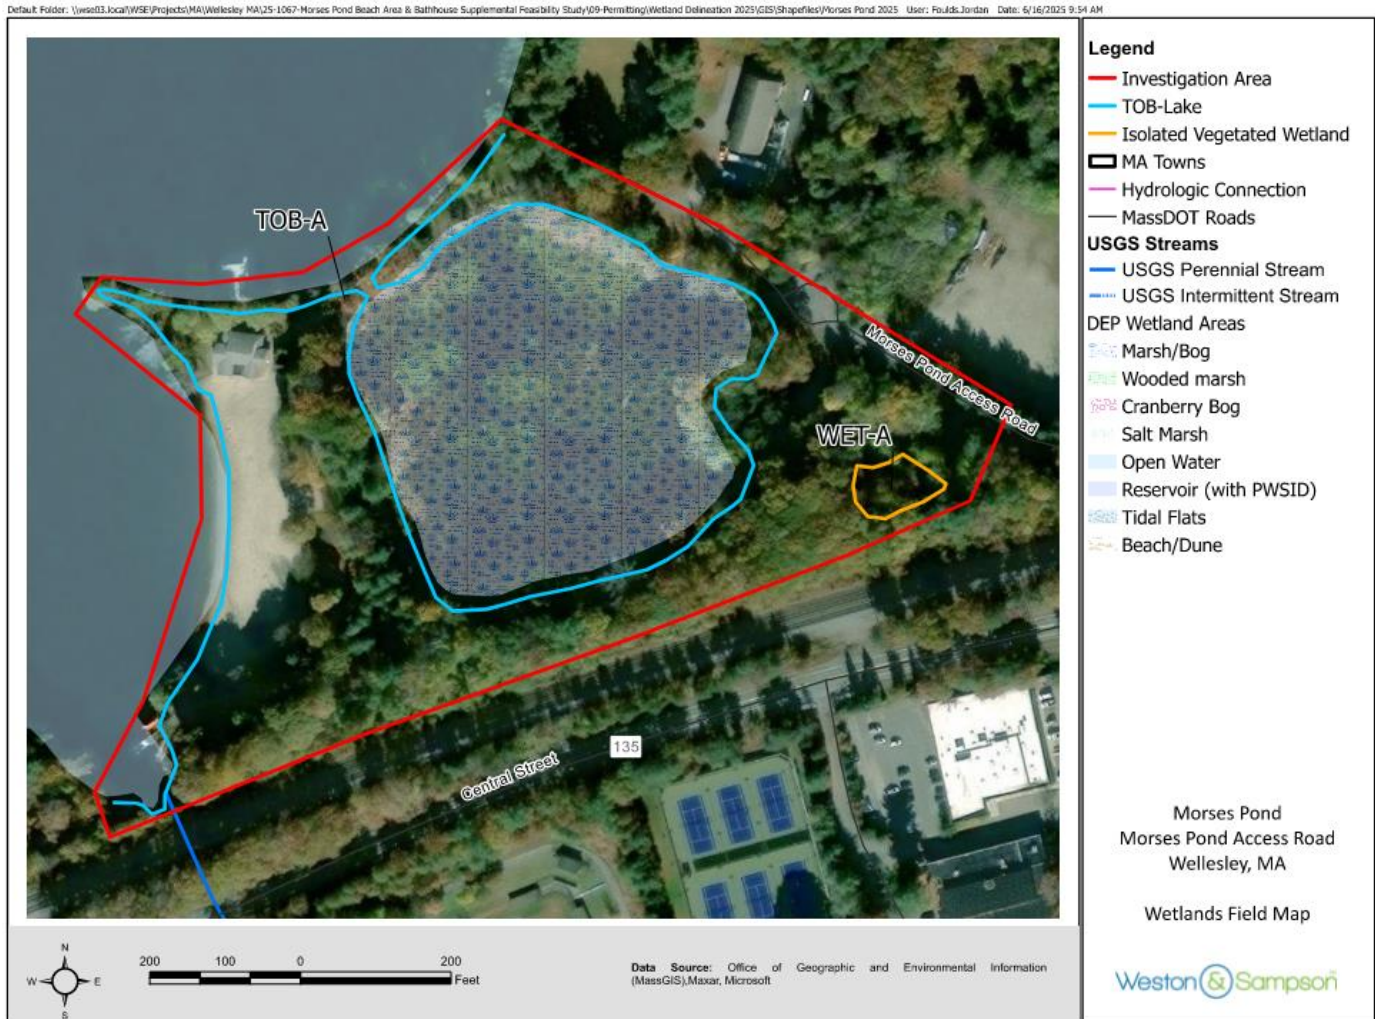 Default Folder: \\wse03.local\WSE\Projects\MA\Wellesley MA\25-1067-Morses Pond Beach Area & Bathhouse Supplemental Feasibility Study\09-Permitting\Wetland Delineation 2025\GIS\Shapefiles\Morses Pond 2025 User: Foulds.Jordan Date: 6/16/2025 9:54 AM
TOB-A
Morses Pond Access Road
WET-A
135
Central Street
Legend
Investigation Area
TOB-Lake
Isolated Vegetated Wetland
MA Towns
Hydrologic Connection
MassDOT Roads
USGS Streams
USGS Perennial Stream
USGS Intermittent Stream
DEP Wetland Areas
Marsh/Bog
Wooded marsh
Cranberry Bog
Salt Marsh
Open Water
Reservoir (with PWSID)
Tidal Flats
Beach/Dune
Morses Pond
Morses Pond Access Road
Wellesley, MA
Wetlands Field Map
Weston & Sampson
N
W E
S
200 100 0 200
Feet
Data Source: Office of Geographic and Environmental Information
(MassGIS),Maxar, Microsoft